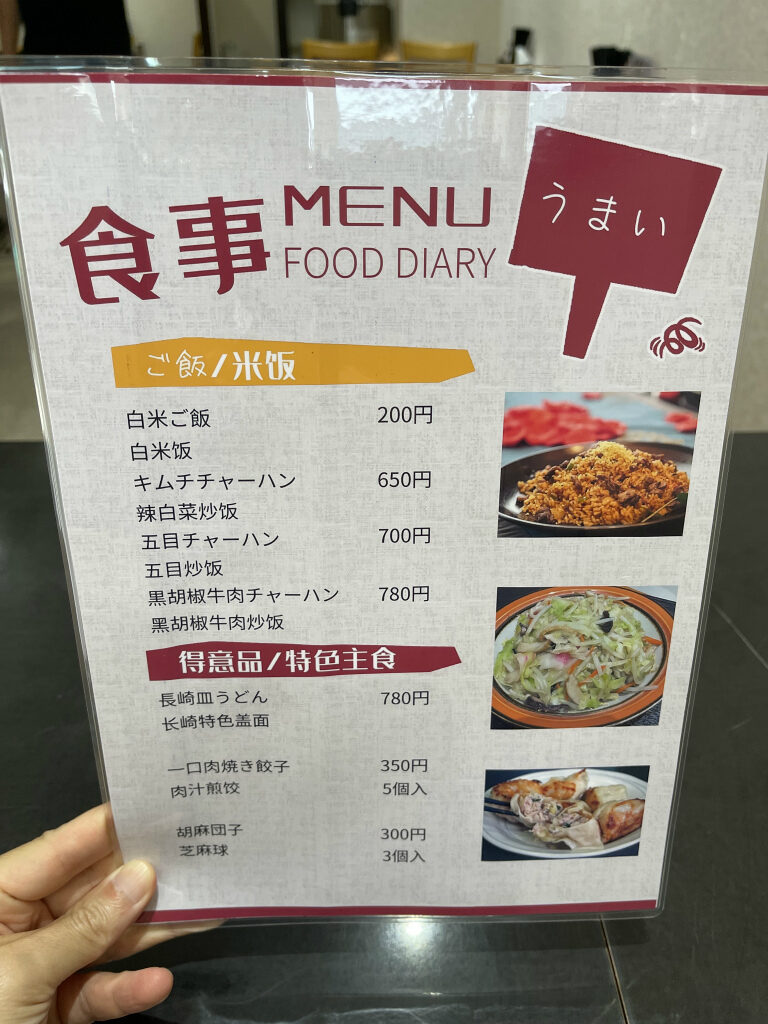 食事
MENU
FOOD DIARY
うまい
ご飯/米饭
白米ご飯 200円
白米饭
キムチチャーハン 650円
辣白菜炒饭
五目チャーハン 700円
五目炒饭
黒胡椒牛肉チャーハン 780円
黑胡椒牛肉炒饭
得意品/特色主食
長崎皿うどん 780円
长崎特色盖面
一口肉焼き餃子 350円
肉汁煎饺 5個入
胡麻団子 300円
芝麻球 3個入